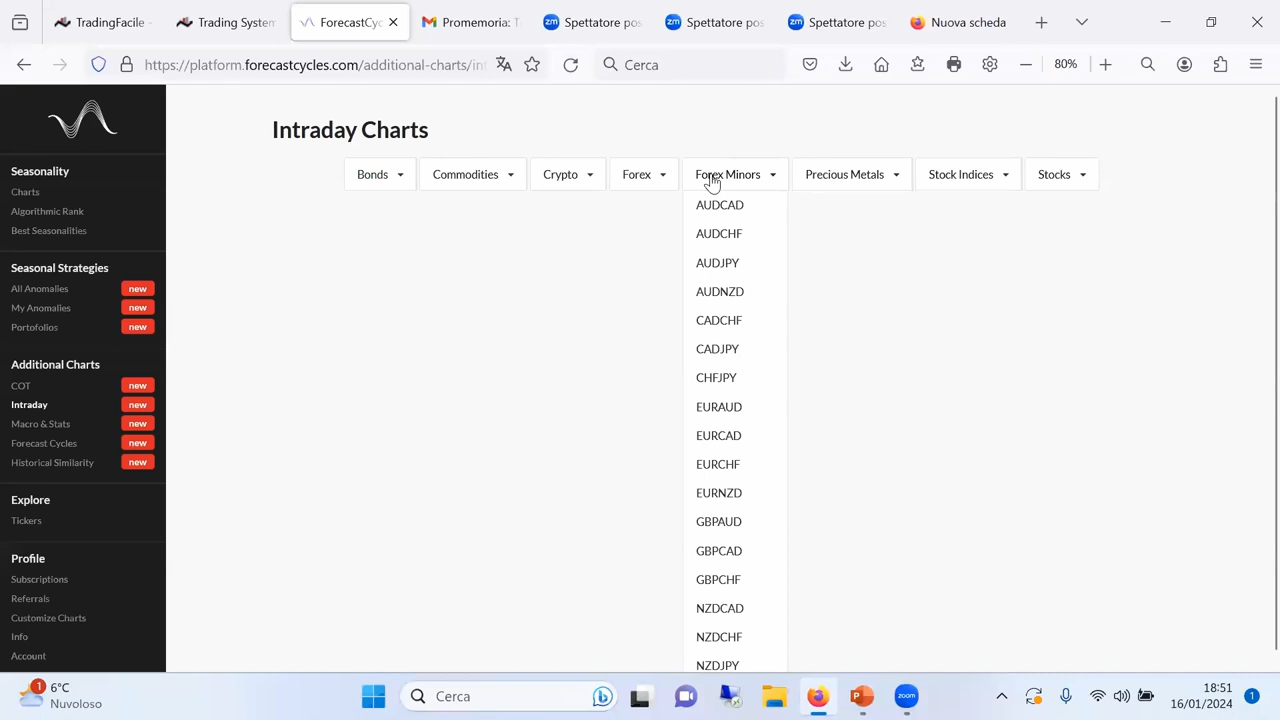 TradingFacile -
Trading System
ForecastCyc
Promemoria: T
Spettatore pos
Spettatore pos
Spettatore pos
Nuova scheda
https://platform.forecastcycles.com/additional-charts/int
Cerca
80%
Intraday Charts
Bonds
Commodities
Crypto
Forex
Forex Minors
Precious Metals
Stock Indices
Stocks
AUDCAD
AUDCHF
AUDJPY
AUDNZD
CADCHF
CADJPY
CHFJPY
EURAUD
EURCAD
EURCHF
EURNZD
GBPAUD
GBPCAD
GBPCHF
NZDCAD
NZDCHF
NZDJPY
Seasonality
Charts
Algorithmic Rank
Best Seasonalities
Seasonal Strategies
All Anomalies new
My Anomalies new
Portofolios new
Additional Charts
COT new
Intraday new
Macro & Stats new
Forecast Cycles new
Historical Similarity new
Explore
Tickers
Profile
Subscriptions
Referrals
Customize Charts
Info
Account
1
6°C
Nuvoloso
Cerca
zoom
18:51
16/01/2024
1